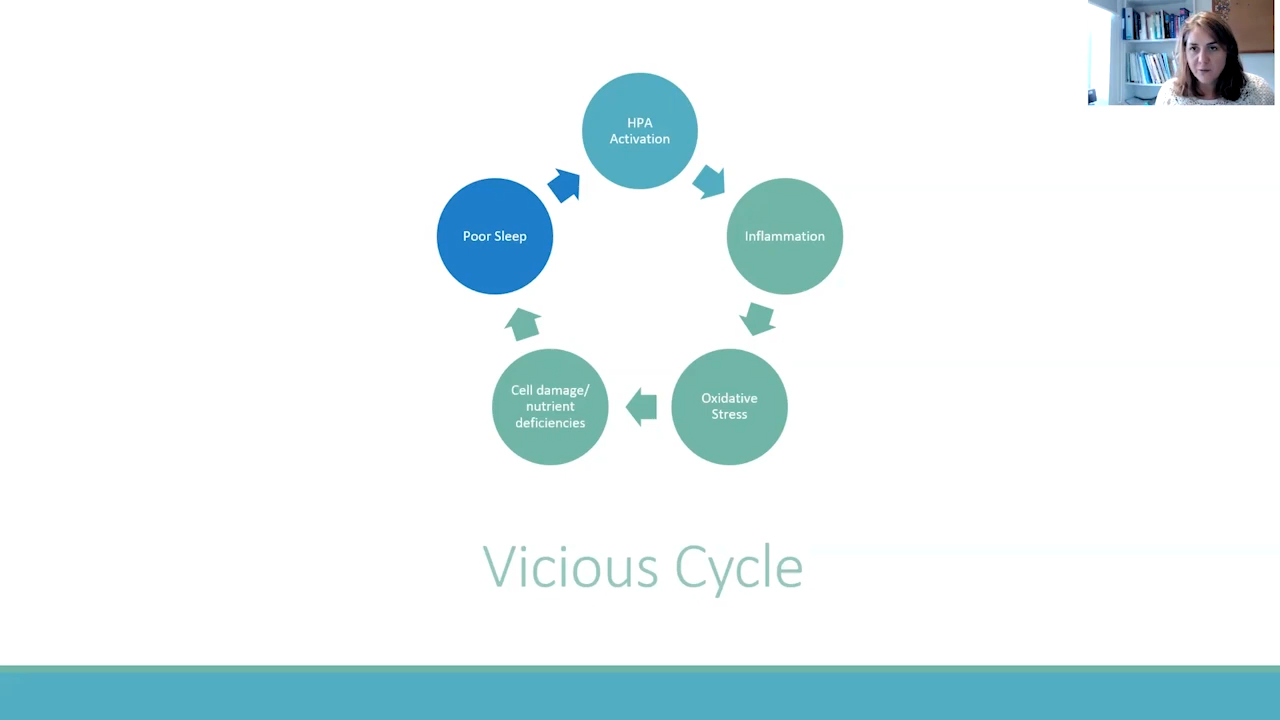 HPA
Activation
Poor Sleep
Inflammation
Cell damage/
nutrient
deficiencies
Oxidative
Stress
Vicious Cycle